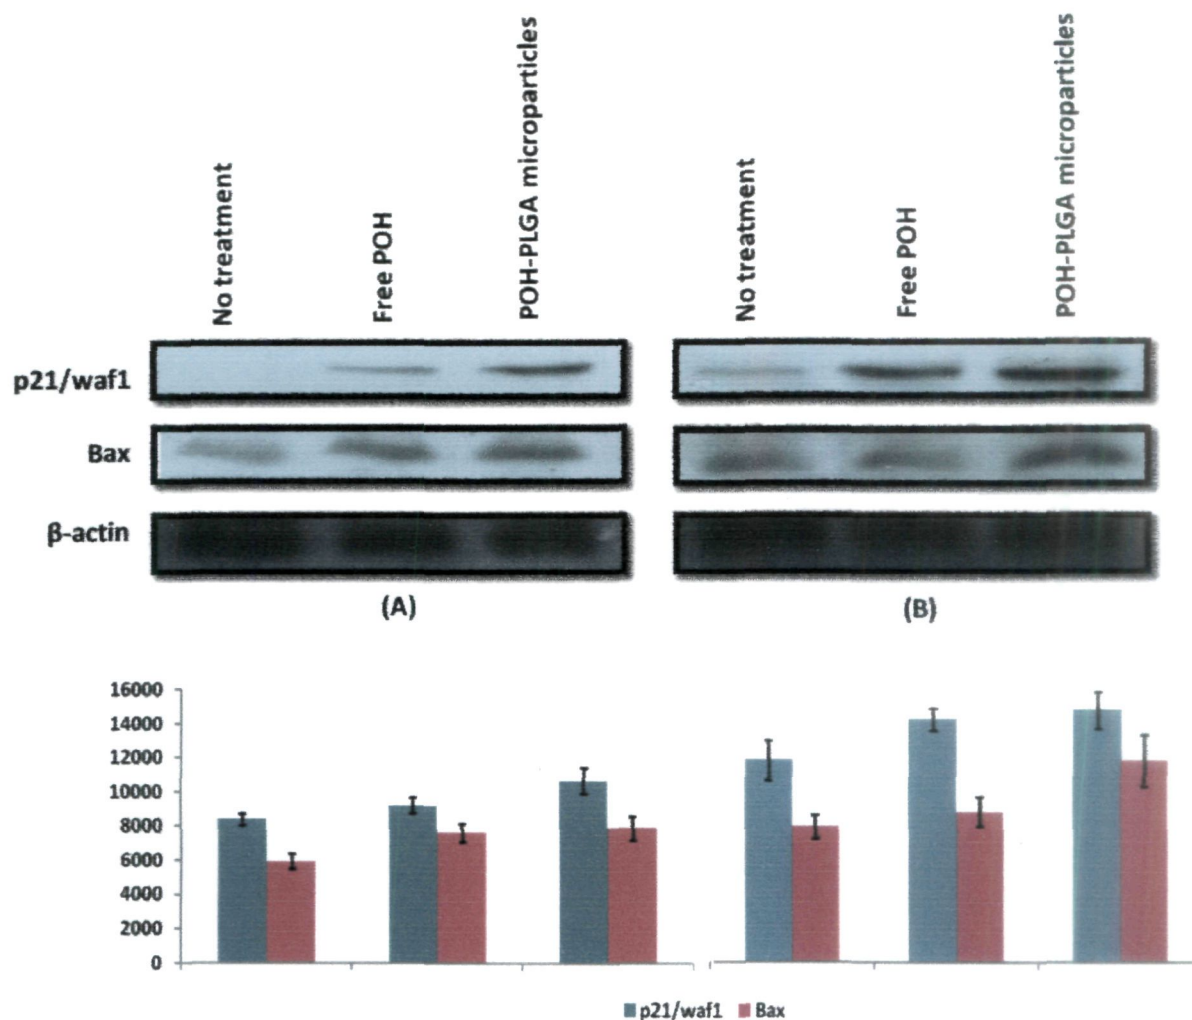 No treatment
Free POH
POH-PLGA microparticles
No treatment
Free POH
POH-PLGA microparticles
p21/waf1
Bax
β-actin
(A)
(B)
16000
14000
12000
10000
8000
6000
4000
2000
0
p21/waf1 Bax